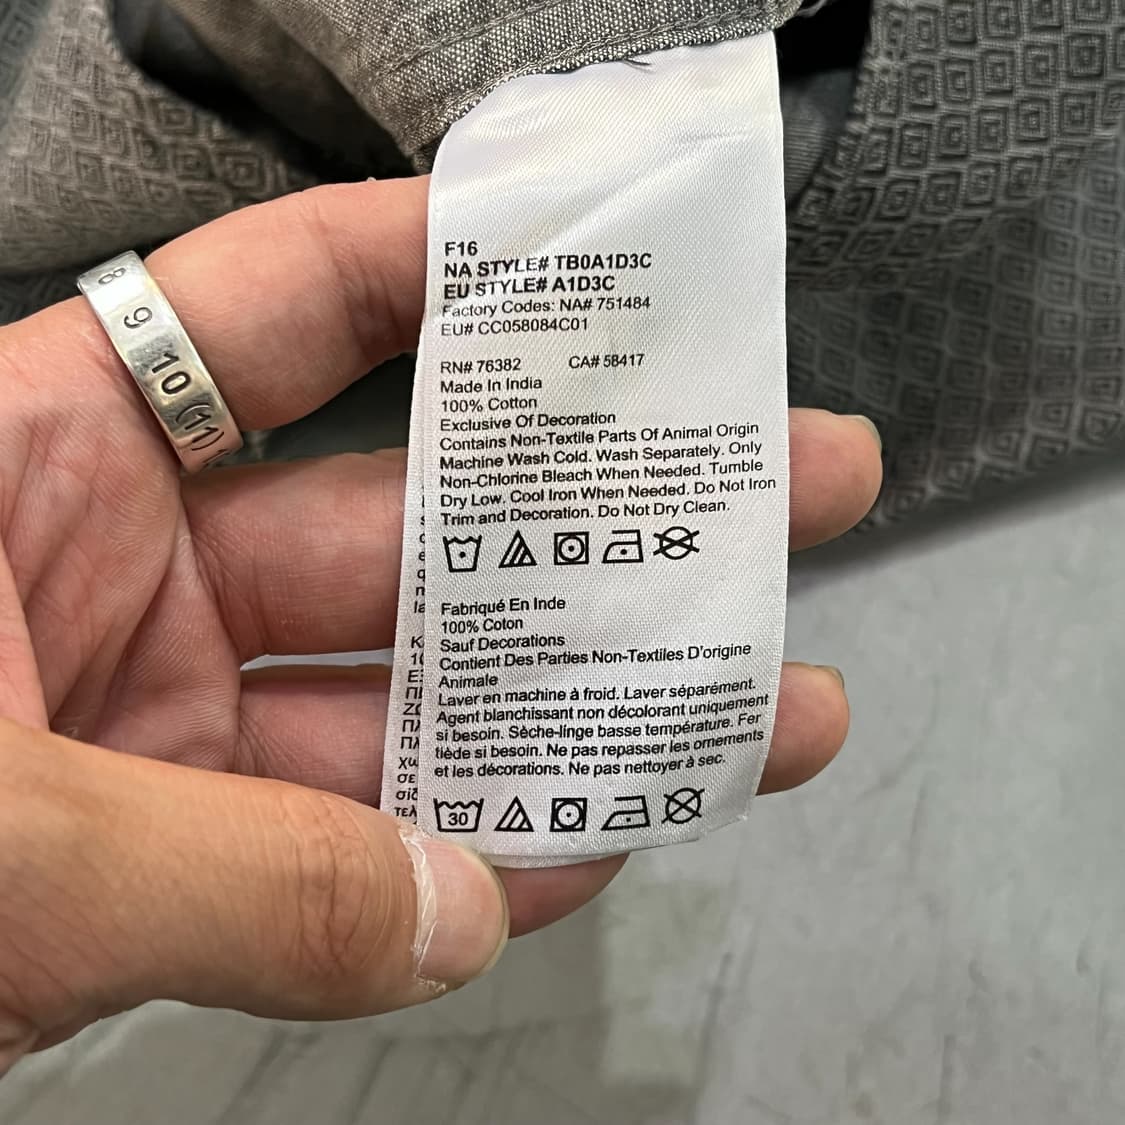 F16
NA STYLE# TB0A1D3C
EU STYLE# A1D3C
Factory Codes: NA# 751484
EU# CC058084C01
RN# 76382 CA# 58417
Made In India
100% Cotton
Exclusive Of Decoration
Contains Non-Textile Parts Of Animal Origin
Machine Wash Cold. Wash Separately. Only
Non-Chlorine Bleach When Needed. Tumble
Dry Low. Cool Iron When Needed. Do Not Iron
Trim and Decoration. Do Not Dry Clean.
Fabriqué En Inde
100% Coton
Sauf Decorations
Contient Des Parties Non-Textiles D'origine
Animale
Laver en machine à froid. Laver séparément.
Agent blanchissant non décolorant uniquement
si besoin. Sèche-linge basse température. Fer
tiède si besoin. Ne pas repasser les ornements
et les décorations. Ne pas nettoyer à sec.
30
8 9 10 (11)